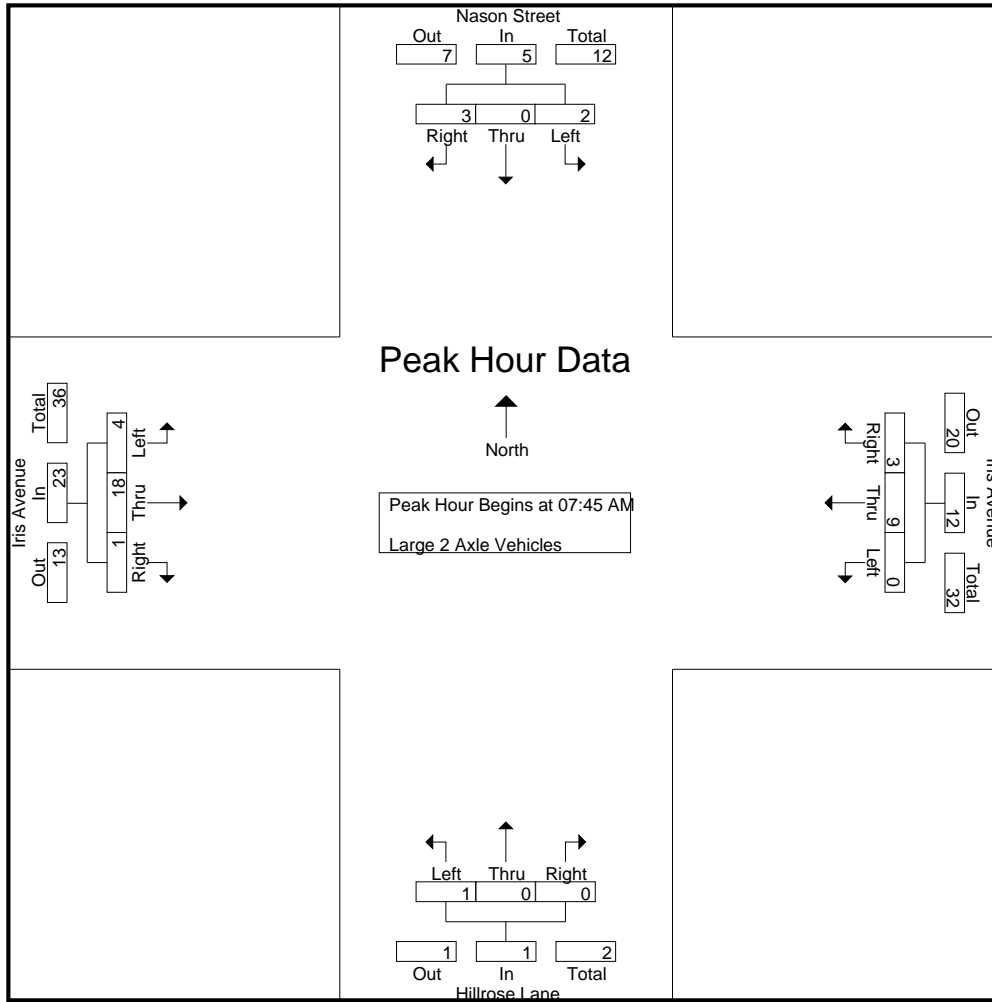 Nason Street
Out In Total
7 5 12
3 0 2
Right Thru Left
Peak Hour Data
North
Peak Hour Begins at 07:45 AM
Large 2 Axle Vehicles
Iris Avenue
Total In Out
36 23 13
4 18 1
Left Thru Right
Right Thru Left
3 9 0
Out In Total
20 12 32
Iris Avenue
Left Thru Right
1 0 0
1 1 2
Out In Total
Hillrose Lane